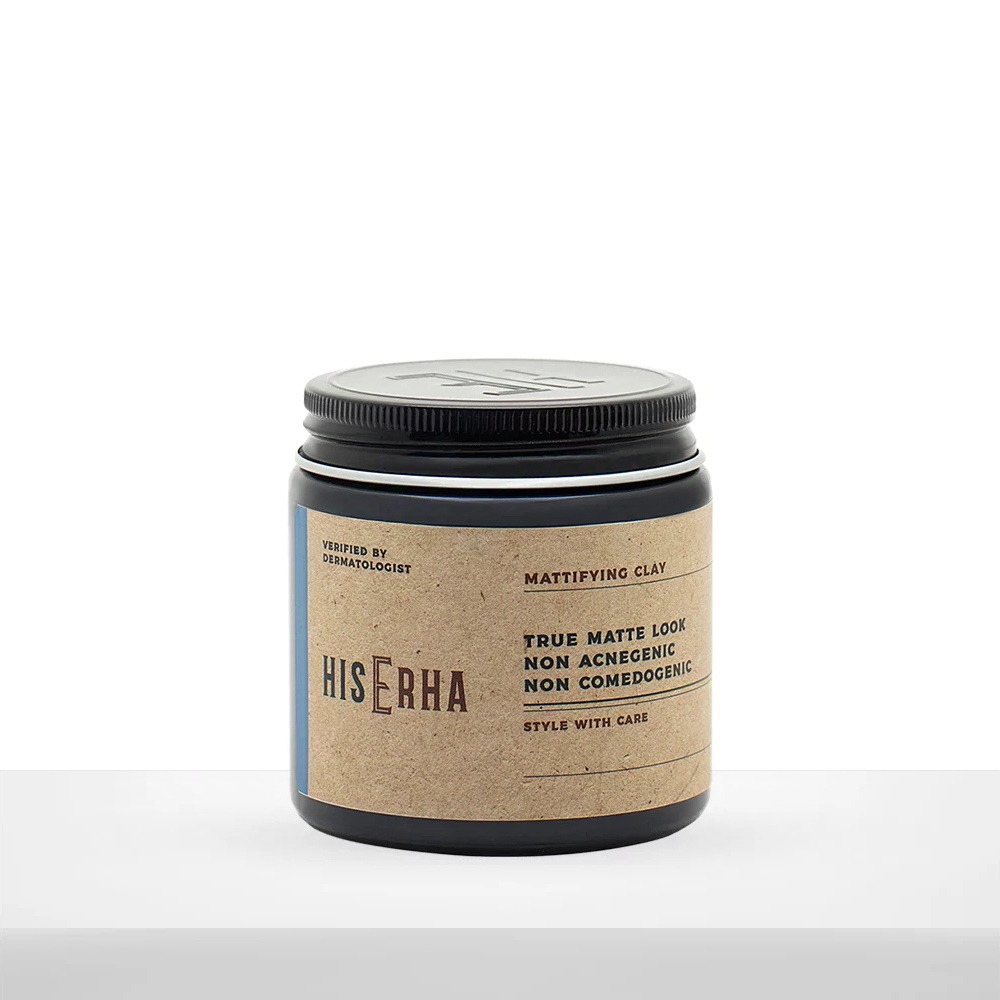 VERIFIED BY
DERMATOLOGIST
HISERHA
MATTIFYING CLAY
TRUE MATTE LOOK
NON ACNEGENIC
NON COMEDOGENIC
STYLE WITH CARE